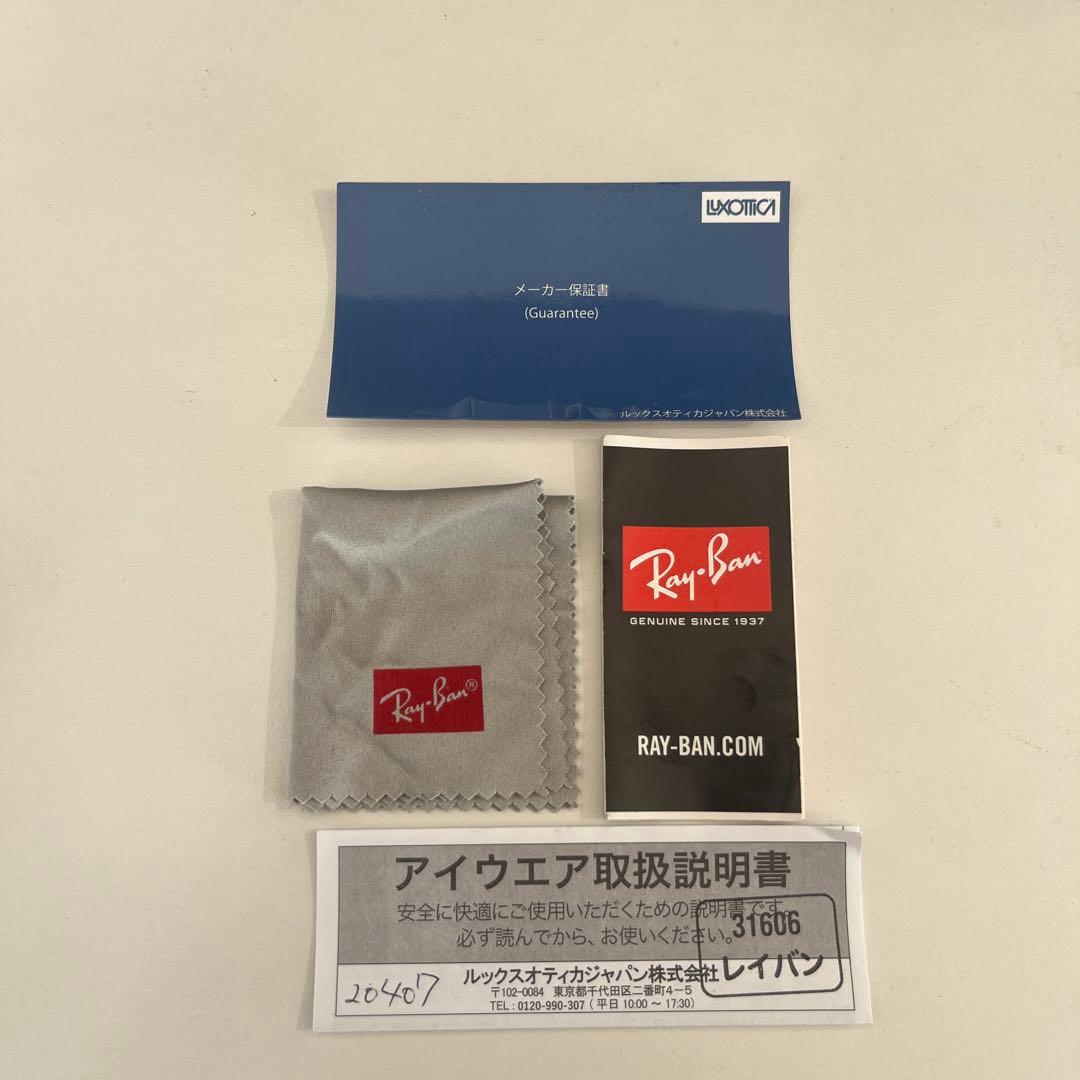 LUXOTTICA
メーカー保証書
(Guarantee)
ルックスオティカジャパン株式会社
Ray·Ban®
Ray·Ban
GENUINE SINCE 1937
RAY-BAN.COM
アイウエア取扱説明書
安全に快適にご使用いただくための説明書です。
必ず読んでから、お使いください。
31606
レイバン
20407
ルックスオティカジャパン株式会社
〒102-0084 東京都千代田区二番町4-5
TEL : 0120-990-307 ( 平日 10:00 ～ 17:30)